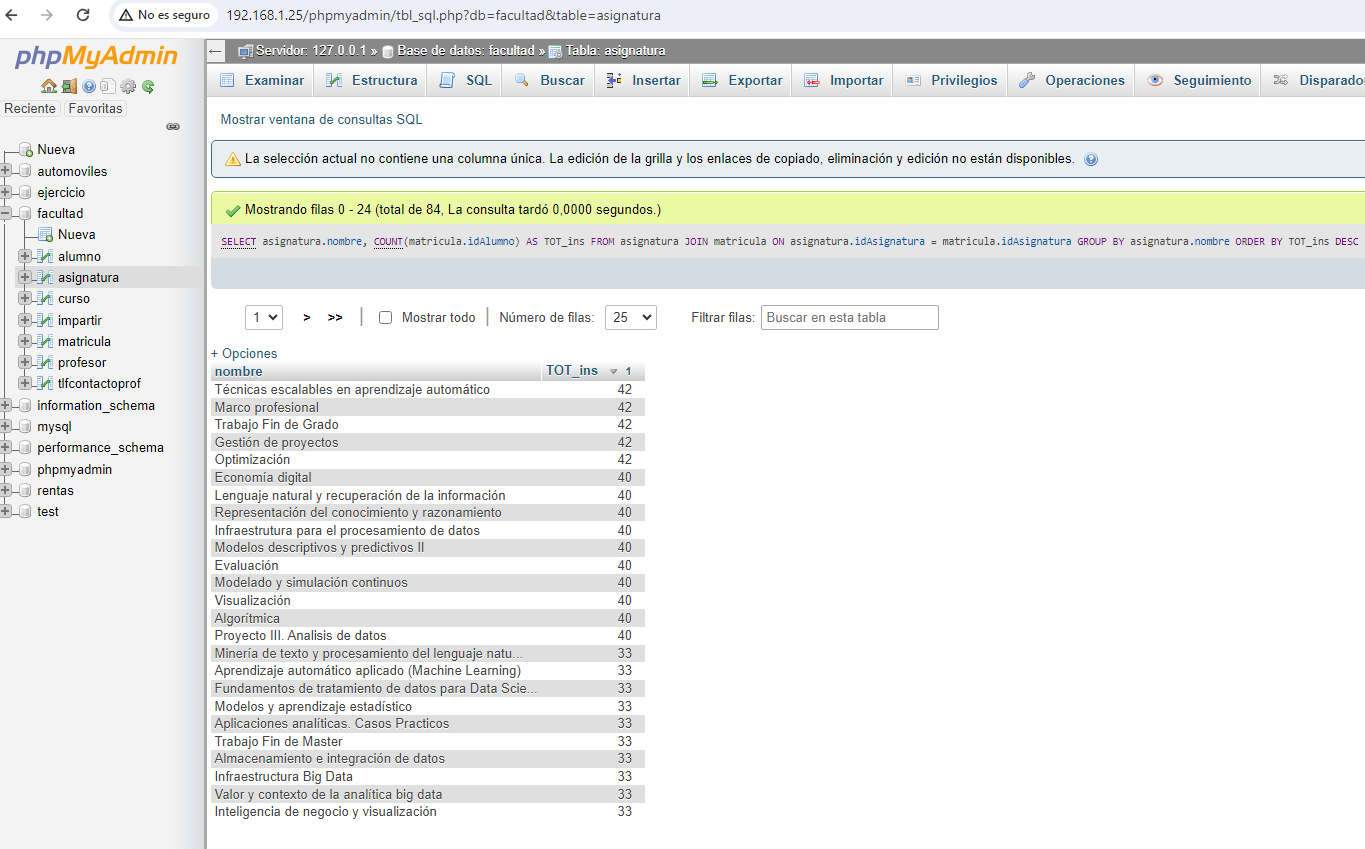 No es seguro 192.168.1.25/phpmyadmin/tbl_sql.php?db=facultad&table=asignatura
phpMyAdmin
Reciente Favoritas
Nueva
automoviles
ejercicio
facultad
Nueva
alumno
asignatura
curso
impartir
matricula
profesor
tlfcontactoprof
information_schema
mysql
performance_schema
phpmyadmin
rentas
test
← Servidor: 127.0.0.1 » Base de datos: facultad » Tabla: asignatura
Examinar Estructura SQL Buscar Insertar Exportar Importar Privilegios Operaciones Seguimiento Disparado
Mostrar ventana de consultas SQL
La selección actual no contiene una columna única. La edición de la grilla y los enlaces de copiado, eliminación y edición no están disponibles.
Mostrando filas 0 - 24 (total de 84, La consulta tardó 0,0000 segundos.)
SELECT asignatura.nombre, COUNT(matricula.idAlumno) AS TOT_ins FROM asignatura JOIN matricula ON asignatura.idAsignatura = matricula.idAsignatura GROUP BY asignatura.nombre ORDER BY TOT_ins DESC
1 > >> | Mostrar todo | Número de filas: 25 Filtrar filas: Buscar en esta tabla
+ Opciones
nombre TOT_ins 1
Técnicas escalables en aprendizaje automático 42
Marco profesional 42
Trabajo Fin de Grado 42
Gestión de proyectos 42
Optimización 42
Economía digital 40
Lenguaje natural y recuperación de la información 40
Representación del conocimiento y razonamiento 40
Infraestrutura para el procesamiento de datos 40
Modelos descriptivos y predictivos II 40
Evaluación 40
Modelado y simulación continuos 40
Visualización 40
Algorítmica 40
Proyecto III. Analisis de datos 40
Minería de texto y procesamiento del lenguaje natu... 33
Aprendizaje automático aplicado (Machine Learning) 33
Fundamentos de tratamiento de datos para Data Scie... 33
Modelos y aprendizaje estadístico 33
Aplicaciones analíticas. Casos Practicos 33
Trabajo Fin de Master 33
Almacenamiento e integración de datos 33
Infraestructura Big Data 33
Valor y contexto de la analítica big data 33
Inteligencia de negocio y visualización 33